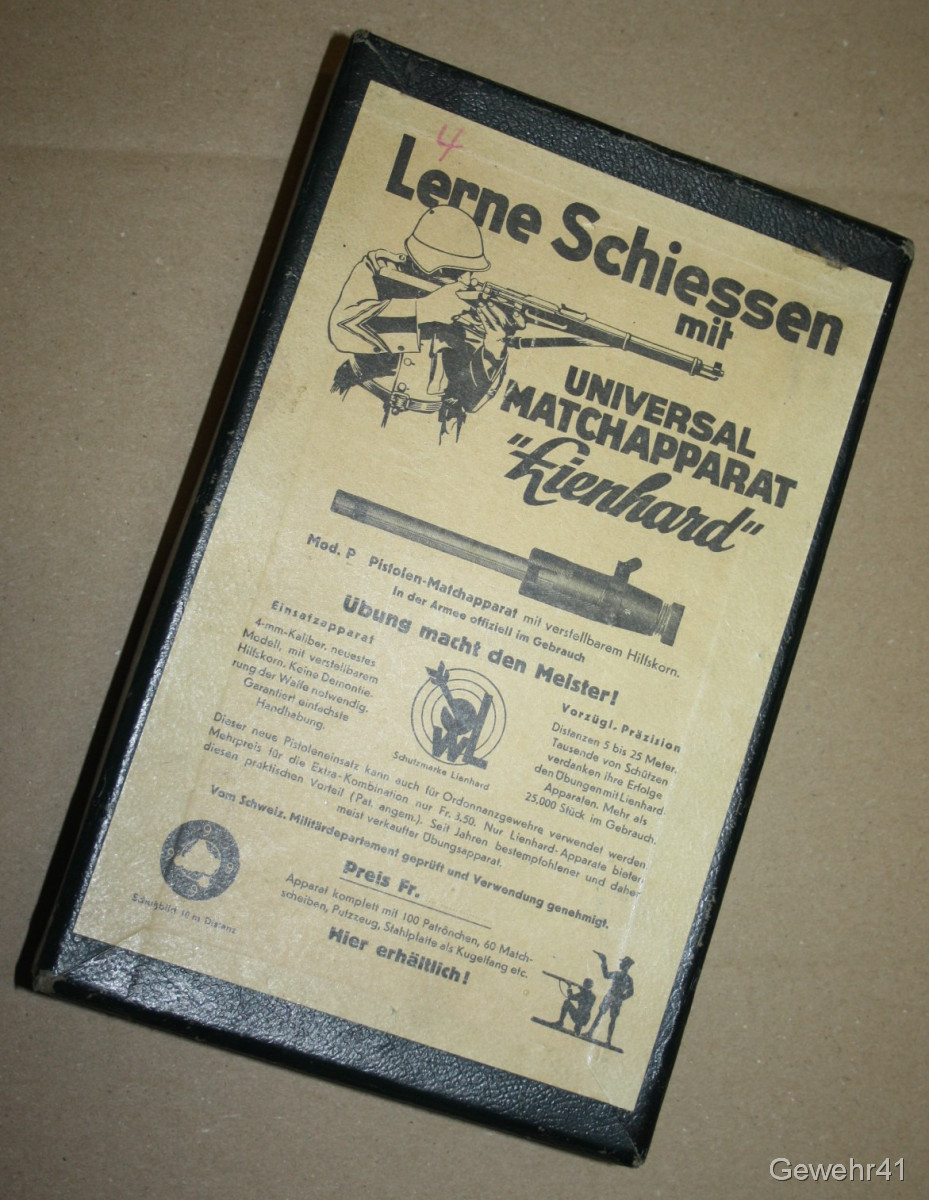 4
Lerne Schiessen
mit
UNIVERSAL
MATCHAPPARAT
"Lienhard"
Mod. P Pistolen-Matchapparat mit verstellbarem Hilfskorn.
In der Armee offiziell im Gebrauch
Übung macht den Meister!
Einsatzapparat
4-mm-Kaliber, neuestes
Modell, mit verstellbarem
Hilfskorn. Keine Demontie-
rung der Waffe notwendig.
Garantiert einfachste
Handhabung.
WL
Schutzmarke Lienhard
Vorzügl. Präzision
Distanzen 5 bis 25 Meter.
Tausende von Schützen
verdanken ihre Erfolge
den Übungen mit Lienhard
Apparaten. Mehr als
25,000 Stück im Gebrauch.
Dieser neue Pistoleneinsatz kann auch für Ordonnanzgewehre verwendet werden
Mehrpreis für die Extra-Kombination nur Fr. 3.50. Nur Lienhard-Apparate bieten
diesen praktischen Vorteil (Pat. angem.). Seit Jahren bestempfohlener und daher
meist verkaufter Übungsapparat.
Vom Schweiz. Militärdepartement geprüft und Verwendung genehmigt.
Preis Fr.
Apparat komplett mit 100 Patrönchen, 60 Match-
scheiben, Putzzeug, Stahlplatte als Kugelfang etc.
Hier erhältlich!
10 m Distanz
Gewehr41